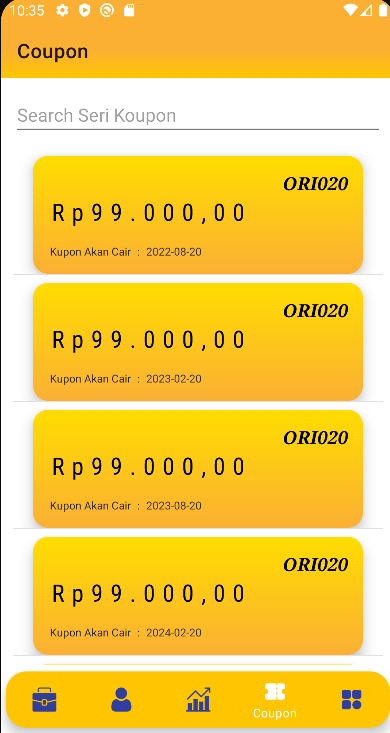 10:35
Coupon
Search Seri Koupon
ORI020
Rp99.000,00
Kupon Akan Cair : 2022-08-20
ORI020
Rp99.000,00
Kupon Akan Cair : 2023-02-20
ORI020
Rp99.000,00
Kupon Akan Cair : 2023-08-20
ORI020
Rp99.000,00
Kupon Akan Cair : 2024-02-20
Coupon